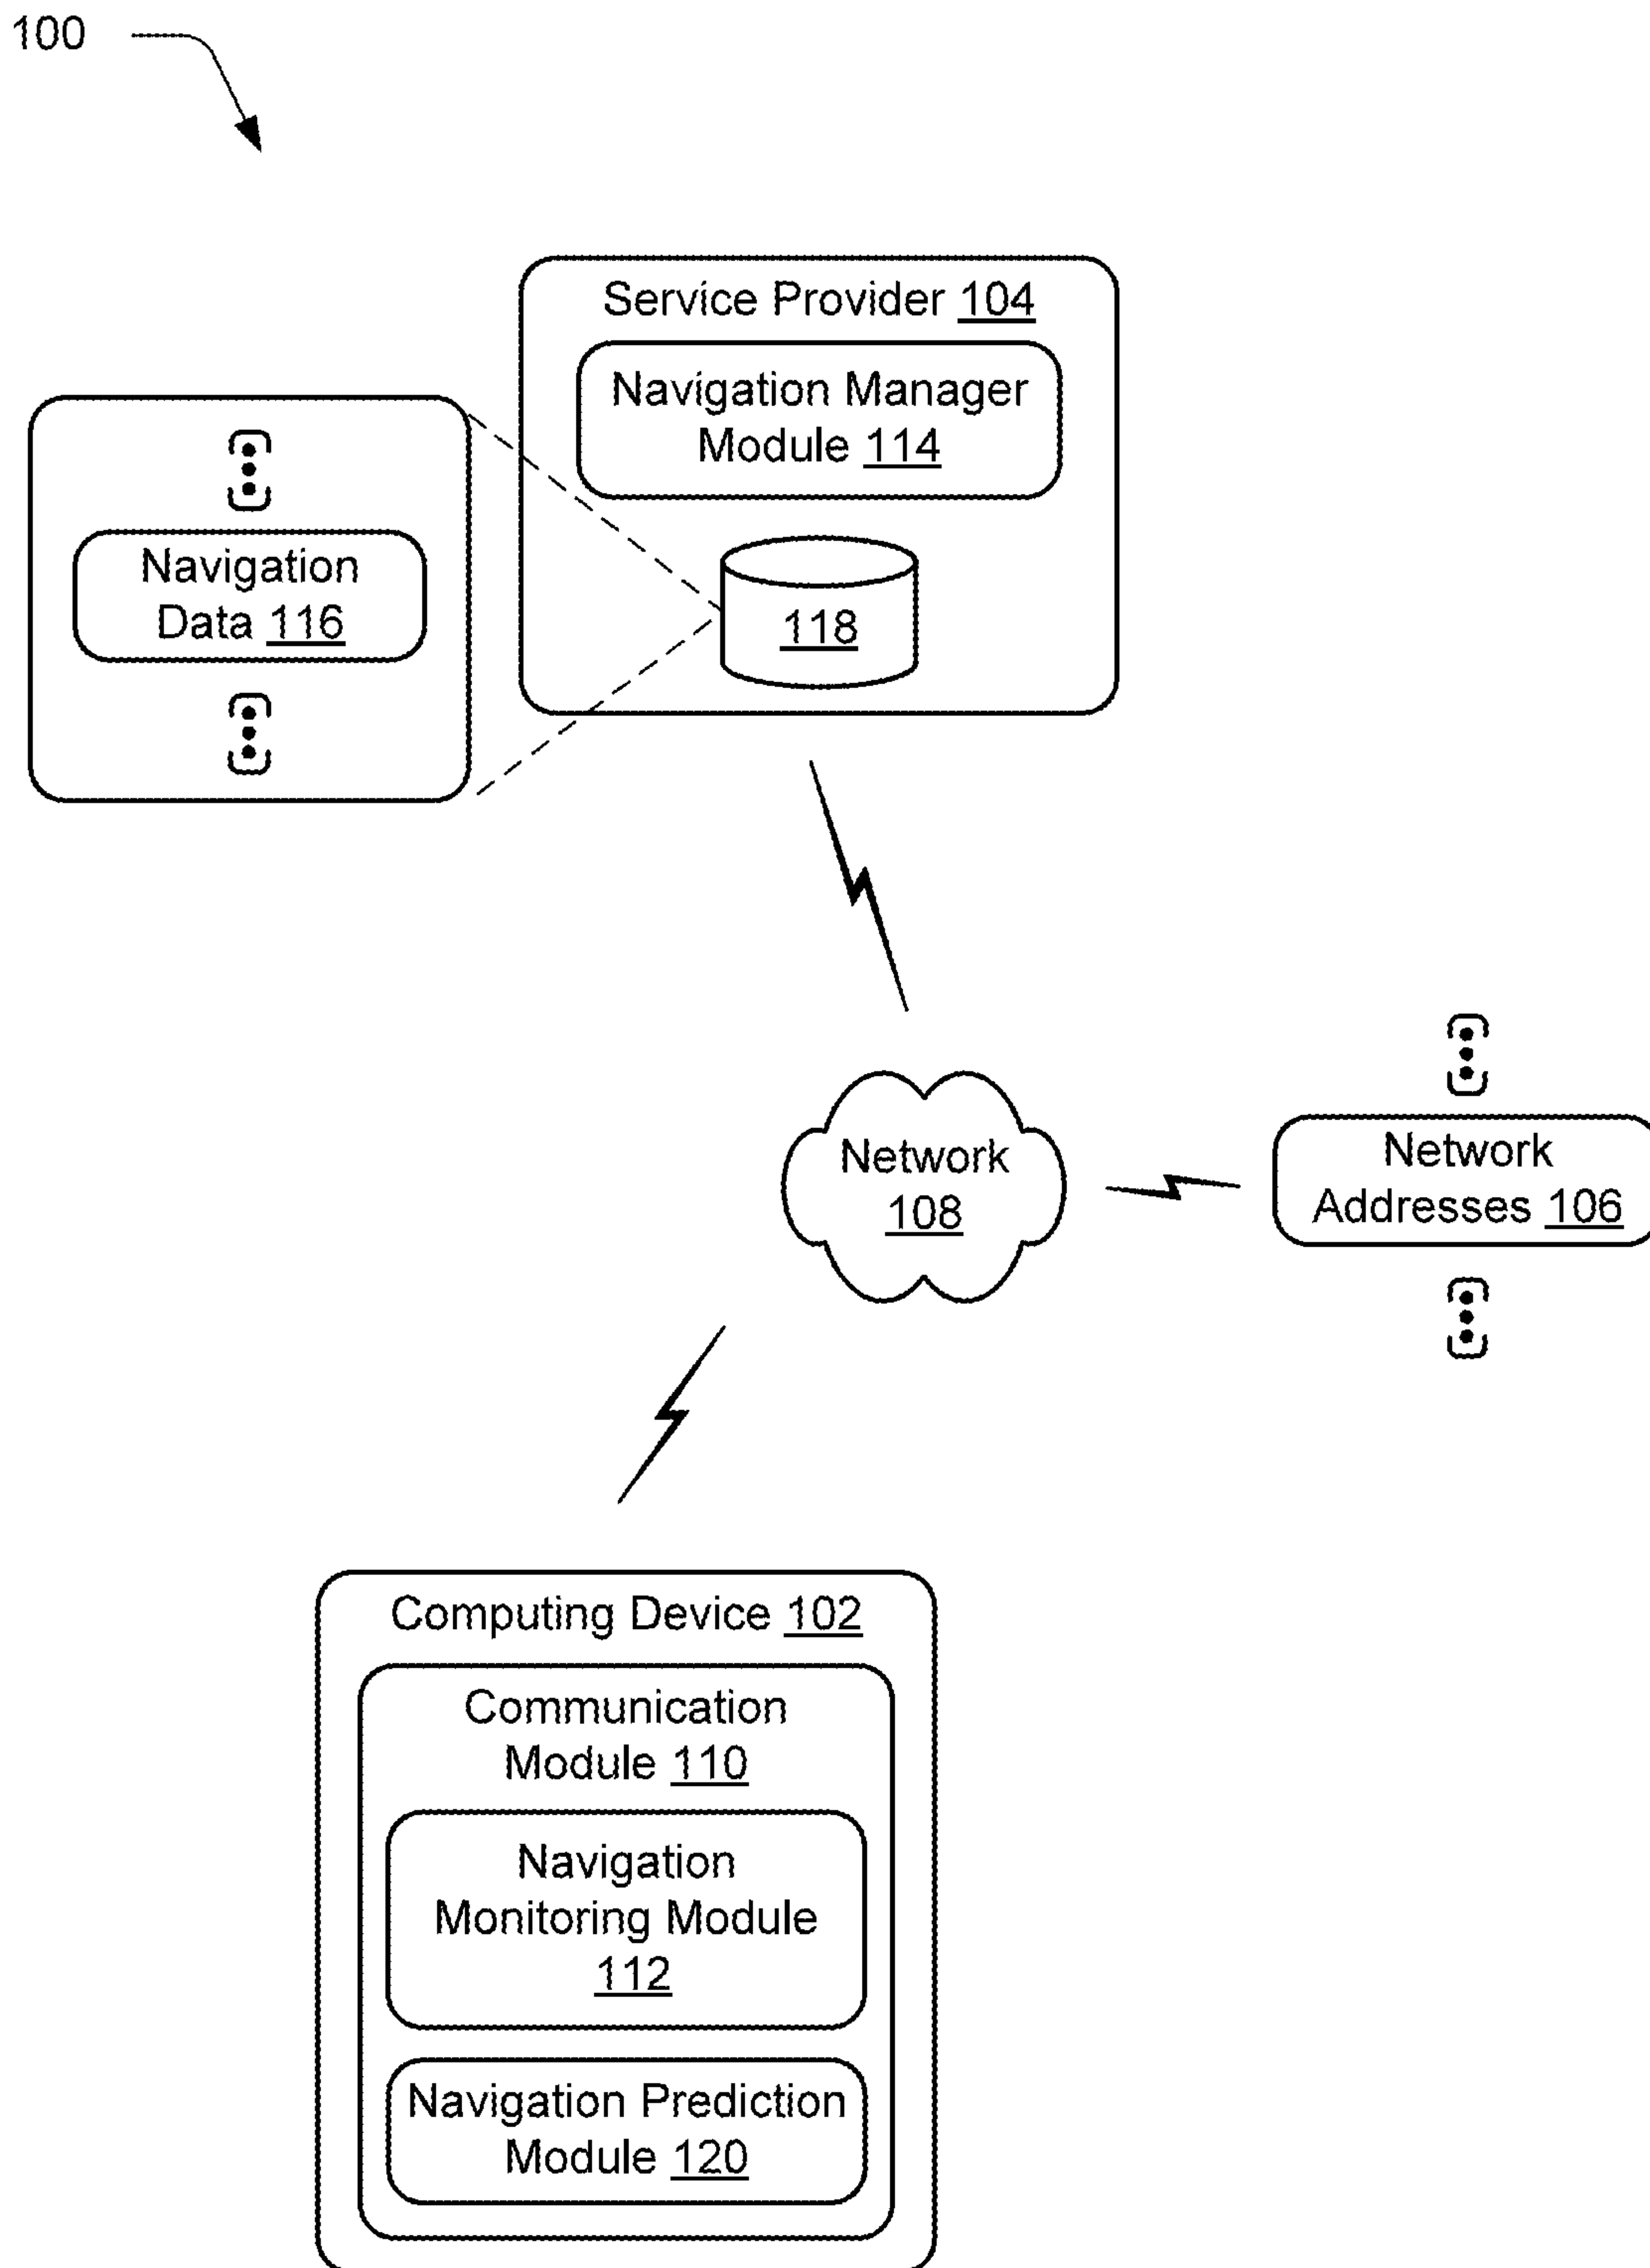 100
Service Provider 104
Navigation Manager
Module 114
Navigation
Data 116
118
Network
108
Network
Addresses 106
Computing Device 102
Communication
Module 110
Navigation
Monitoring Module
112
Navigation Prediction
Module 120